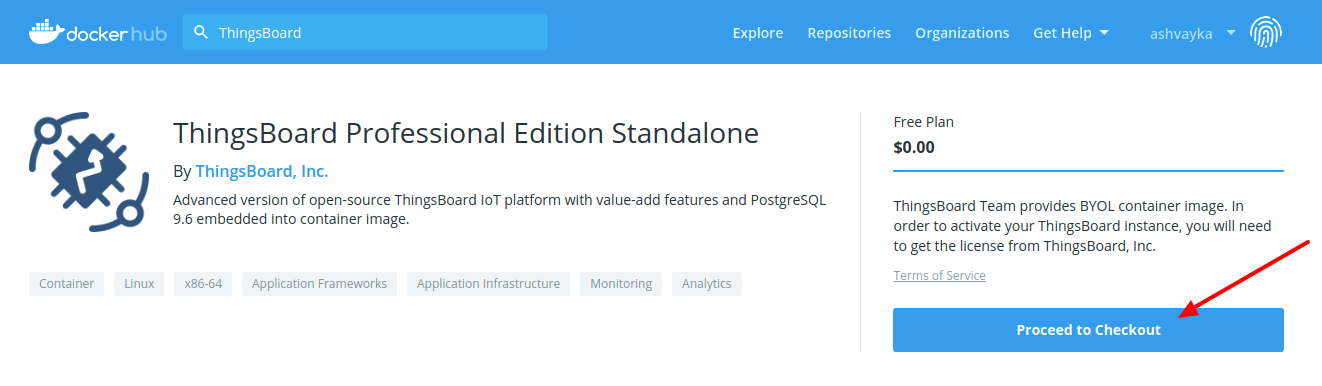 docker hub
ThingsBoard
Explore
Repositories
Organizations
Get Help
ashvayka
ThingsBoard Professional Edition Standalone
By ThingsBoard, Inc.
Advanced version of open-source ThingsBoard IoT platform with value-add features and PostgreSQL
9.6 embedded into container image.
Container
Linux
x86-64
Application Frameworks
Application Infrastructure
Monitoring
Analytics
Free Plan
$0.00
ThingsBoard Team provides BYOL container image. In
order to activate your ThingsBoard instance, you will need
to get the license from ThingsBoard, Inc.
Terms of Service
Proceed to Checkout